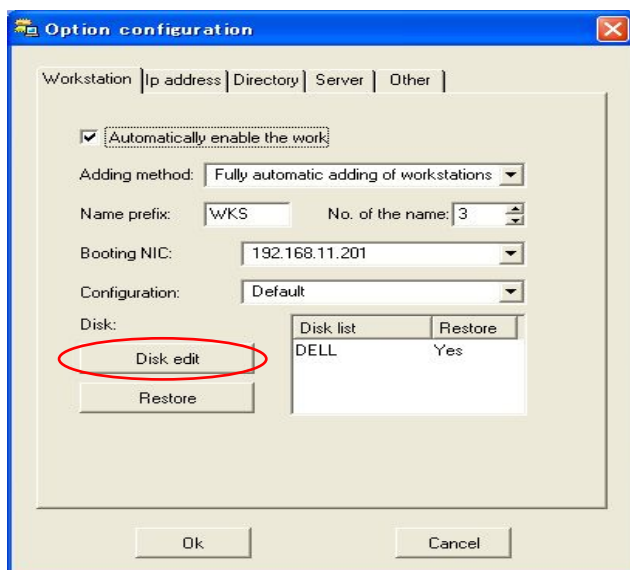 Option configuration
Workstation Ip address Directory Server Other
Automatically enable the work
Adding method: Fully automatic adding of workstations
Name prefix: WKS No. of the name: 3
Booting NIC: 192.168.11.201
Configuration: Default
Disk: Disk list Restore
Disk edit DELL Yes
Restore
Ok Cancel